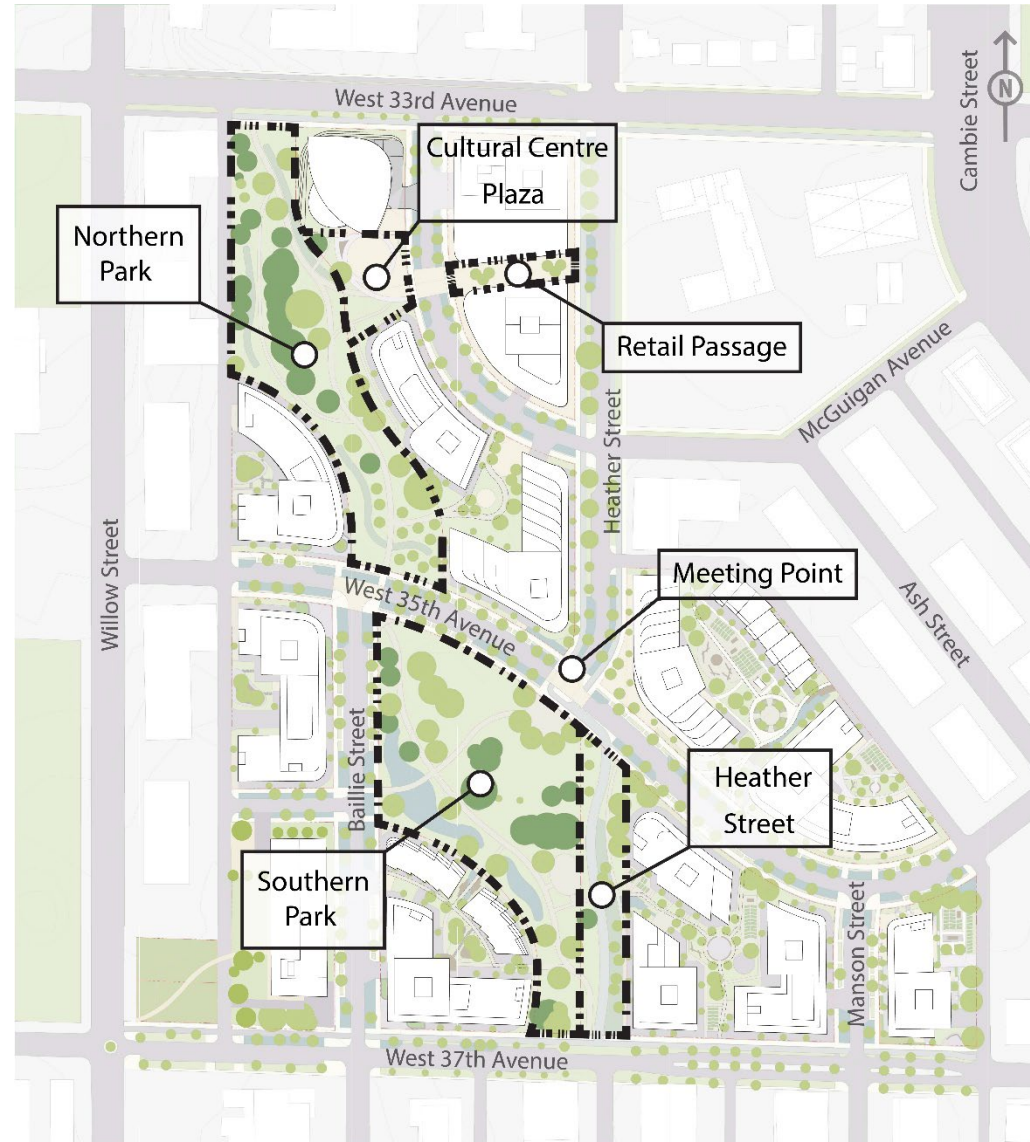 West 33rd Avenue
N
Cambie Street
Cultural Centre
Plaza
Northern
Park
Retail Passage
McGuigan Avenue
Heather Street
Willow Street
Meeting Point
West 35th Avenue
Ash Street
Baillie Street
Heather
Street
Southern
Park
Manson Street
West 37th Avenue